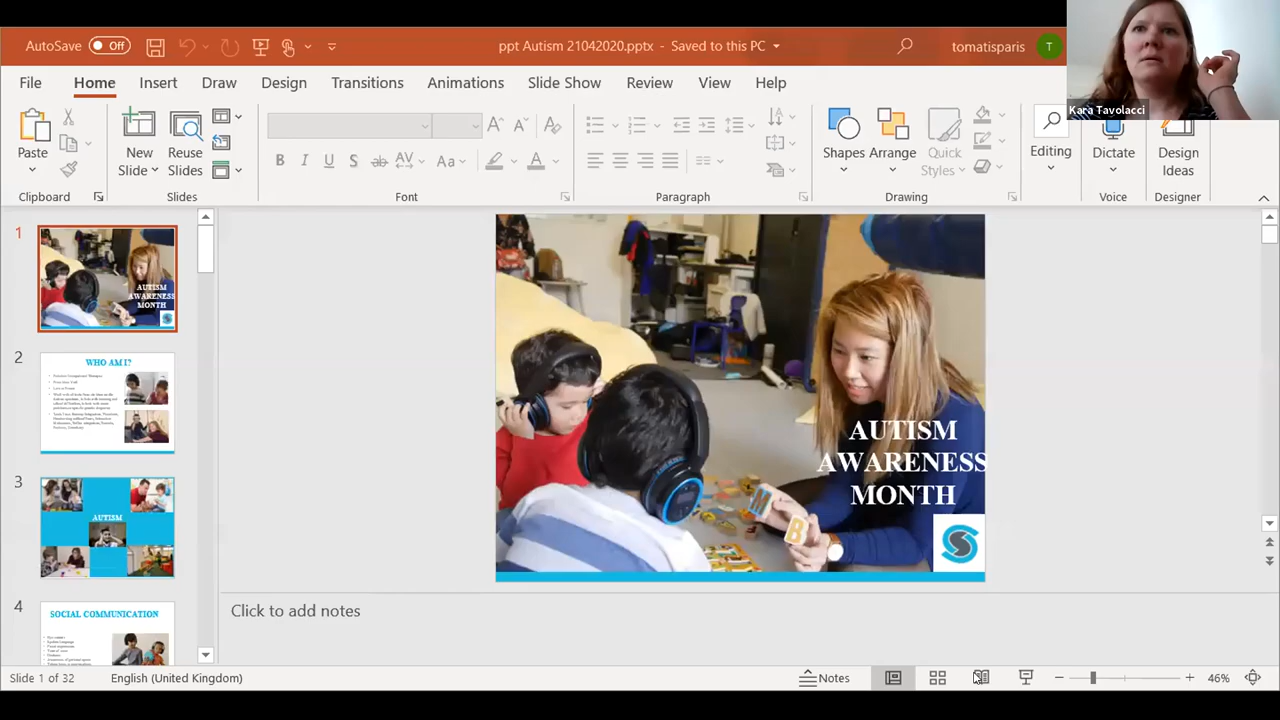 AutoSave
Off
ppt Autism 21042020.pptx - Saved to this PC
tomatisparis
T
Kara Tavolacci
File
Home
Insert
Draw
Design
Transitions
Animations
Slide Show
Review
View
Help
Paste
New
Slide
Reuse
Slides
B I U S ab AV Aa A
A A A
Shapes
Arrange
Quick
Styles
Editing
Dictate
Design
Ideas
Clipboard
Slides
Font
Paragraph
Drawing
Voice
Designer
1
AUTISM
AWARENESS
MONTH
2
WHO AM I?
3
AUTISM
4
SOCIAL COMMUNICATION
AUTISM
AWARENESS
MONTH
B
Click to add notes
Slide 1 of 32
English (United Kingdom)
Notes
46%